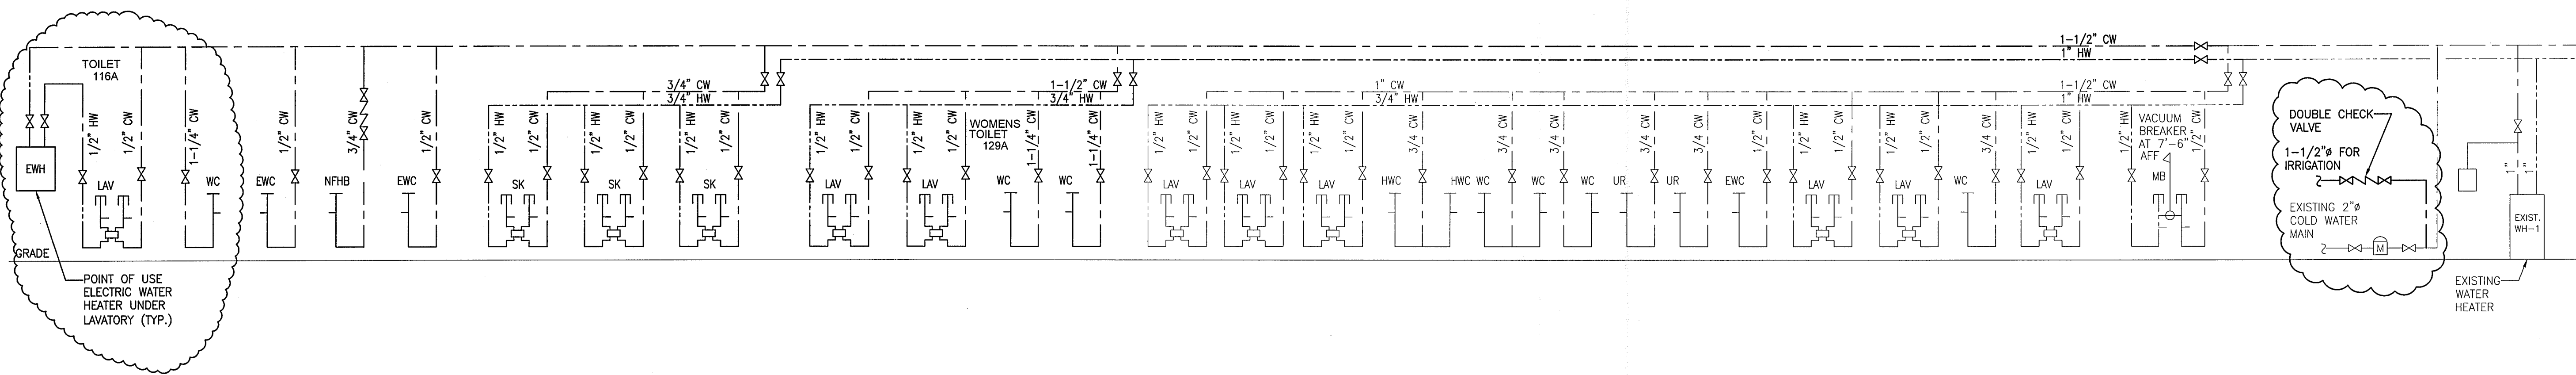 TOILET
116A
EWH
1/2" HW
1/2" CW
LAV
1-1/4" CW
WC
GRADE
POINT OF USE
ELECTRIC WATER
HEATER UNDER
LAVATORY (TYP.)
1/2" CW
EWC
3/4" CW
NFHB
1/2" CW
EWC
3/4" CW
3/4" HW
1/2" HW
1/2" CW
SK
1/2" HW
1/2" CW
SK
1/2" HW
1/2" CW
SK
1-1/2" CW
3/4" HW
1/2" HW
1/2" CW
LAV
1/2" HW
1/2" CW
LAV
WOMENS
TOILET
129A
1-1/4" CW
WC
1-1/4" CW
WC
1" CW
3/4" HW
1/2" HW
1/2" CW
LAV
1/2" HW
1/2" CW
LAV
1/2" HW
1/2" CW
LAV
3/4 CW
HWC
HWC
WC
3/4 CW
WC
3/4 CW
WC
UR
3/4 CW
UR
3/4 CW
EWC
1/2" CW
1/2" HW
1/2" CW
LAV
1/2" HW
1/2" CW
LAV
WC
3/4" CW
1/2" HW
1/2" CW
LAV
1-1/2" CW
1" HW
1-1/2" CW
1" HW
1/2" HW
VACUUM
BREAKER
AT 7'-6"
AFF
MB
1/2" CW
DOUBLE CHECK
VALVE
1-1/2"ø FOR
IRRIGATION
EXISTING 2"ø
COLD WATER
MAIN
M
1"
1"
EXIST.
WH-1
EXISTING
WATER
HEATER